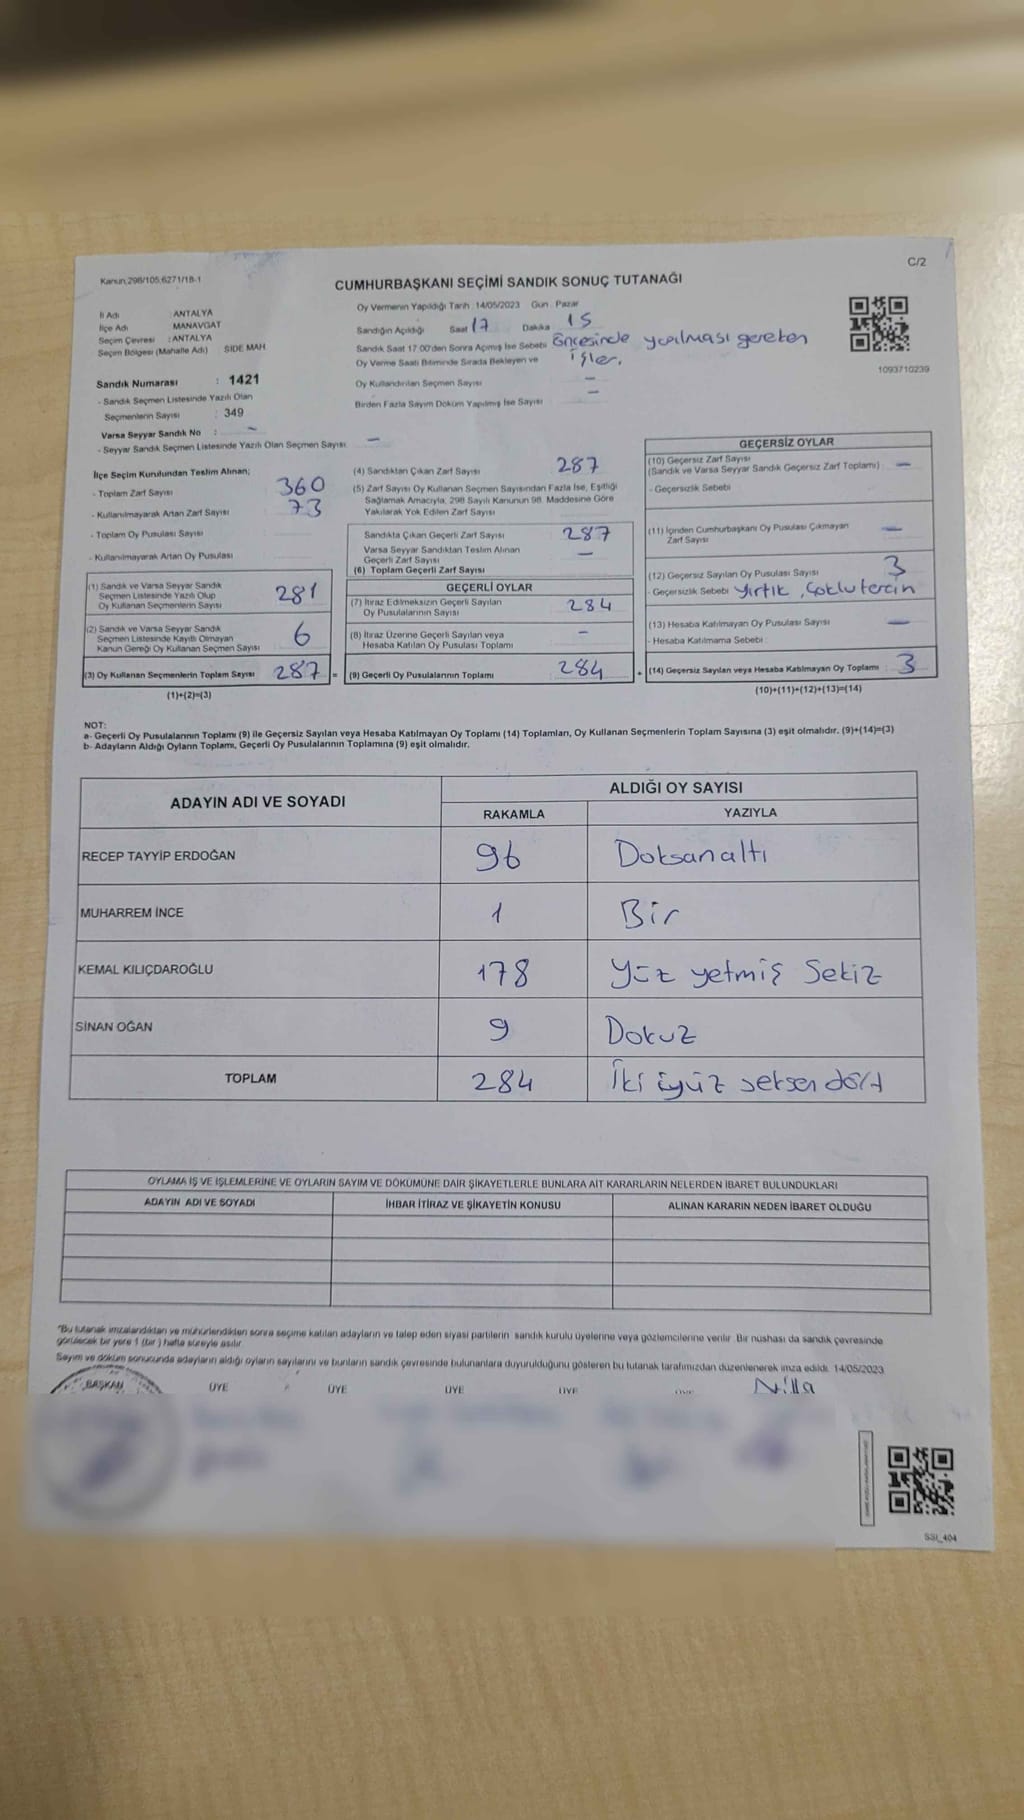 Kanun;298/105;6271/18-1
C/2
CUMHURBAŞKANI SEÇİMİ SANDIK SONUÇ TUTANAĞI
İl Adı : ANTALYA
İlçe Adı : MANAVGAT
Seçim Çevresi : ANTALYA
Seçim Bölgesi (Mahalle Adı) : SİDE MAH
Oy Vermenin Yapıldığı Tarih : 14/05/2023 Gün : Pazar
Sandığın Açıldığı Saat 17 Dakika 15
Sandık Saat 17.00'den Sonra Açımış İse Sebebi Öncesinde yapılması gereken
işler.
Oy Verme Saati Bitiminde Sırada Bekleyen ve
Oy Kullandırılan Seçmen Sayısı –
Birden Fazla Sayım Döküm Yapılmış İse Sayısı –
1093710239
Sandık Numarası : 1421
- Sandık Seçmen Listesinde Yazılı Olan
Seçmenlerin Sayısı : 349
Varsa Seyyar Sandık No : –
- Seyyar Sandık Seçmen Listesinde Yazılı Olan Seçmen Sayısı –
İlçe Seçim Kurulundan Teslim Alınan;
- Toplam Zarf Sayısı 360
- Kullanılmayarak Artan Zarf Sayısı 73
- Toplam Oy Pusulası Sayısı
- Kullanılmayarak Artan Oy Pusulası
(1) Sandık ve Varsa Seyyar Sandık
Seçmen Listesinde Yazılı Olup
Oy Kullanan Seçmenlerin Sayısı 281
(2) Sandık ve Varsa Seyyar Sandık
Seçmen Listesinde Kayıtlı Olmayan
Kanun Gereği Oy Kullanan Seçmen Sayısı 6
(3) Oy Kullanan Seçmenlerin Toplam Sayısı 287
(1)+(2)=(3)
=
(4) Sandıktan Çıkan Zarf Sayısı 287
(5) Zarf Sayısı Oy Kullanan Seçmen Sayısından Fazla İse, Eşitliği
Sağlamak Amacıyla, 298 Sayılı Kanunun 98. Maddesine Göre
Yakılarak Yok Edilen Zarf Sayısı
Sandıkta Çıkan Geçerli Zarf Sayısı 287
Varsa Seyyar Sandıktan Teslim Alınan
Geçerli Zarf Sayısı –
(6) Toplam Geçerli Zarf Sayısı
GEÇERLİ OYLAR
(7) İtiraz Edilmeksizin Geçerli Sayılan
Oy Pusulalarının Sayısı 284
(8) İtiraz Üzerine Geçerli Sayılan veya
Hesaba Katılan Oy Pusulası Toplamı –
(9) Geçerli Oy Pusulalarının Toplamı 284
+
GEÇERSİZ OYLAR
(10) Geçersiz Zarf Sayısı
(Sandık ve Varsa Seyyar Sandık Geçersiz Zarf Toplamı) : –
- Geçersizlik Sebebi
(11) İçinden Cumhurbaşkanı Oy Pusulası Çıkmayan
Zarf Sayısı –
(12) Geçersiz Sayılan Oy Pusulası Sayısı 3
- Geçersizlik Sebebi yırtık, çoklu tercih
(13) Hesaba Katılmayan Oy Pusulası Sayısı –
- Hesaba Katılmama Sebebi :
(14) Geçersiz Sayılan veya Hesaba Katılmayan Oy Toplamı 3
(10)+(11)+(12)+(13)=(14)
NOT:
a- Geçerli Oy Pusulalarının Toplamı (9) ile Geçersiz Sayılan veya Hesaba Katılmayan Oy Toplamı (14) Toplamları, Oy Kullanan Seçmenlerin Toplam Sayısına (3) eşit olmalıdır. (9)+(14)=(3)
b- Adayların Aldığı Oyların Toplamı, Geçerli Oy Pusulalarının Toplamına (9) eşit olmalıdır.
ADAYIN ADI VE SOYADI ALDIĞI OY SAYISI
RAKAMLA YAZIYLA
RECEP TAYYİP ERDOĞAN 96 Doksanaltı
MUHARREM İNCE 1 Bir
KEMAL KILIÇDAROĞLU 178 Yüz yetmiş Sekiz
SİNAN OĞAN 9 Dokuz
TOPLAM 284 İki yüz seksen dört
OYLAMA İŞ VE İŞLEMLERİNE VE OYLARIN SAYIM VE DÖKÜMÜNE DAİR ŞİKAYETLERLE BUNLARA AİT KARARLARIN NELERDEN İBARET BULUNDUKLARI
ADAYIN ADI VE SOYADI İHBAR İTİRAZ VE ŞİKAYETİN KONUSU ALINAN KARARIN NEDEN İBARET OLDUĞU
*Bu tutanak imzalandıktan ve mühürlendikten sonra seçime katılan adayların ve talep eden siyasi partilerin sandık kurulu üyelerine veya gözlemcilerine verilir. Bir nushası da sandık çevresinde
görülecek bir yere 1 (bir) hafta süreyle asılır.
Sayım ve döküm sonucunda adayların aldığı oyların sayılarını ve bunların sandık çevresinde bulunanlara duyurulduğunu gösteren bu tutanak tarafımızdan düzenlenerek imza edildi. 14/05/2023
BAŞKAN ÜYE ÜYE ÜYE ÜYE
SSI_404